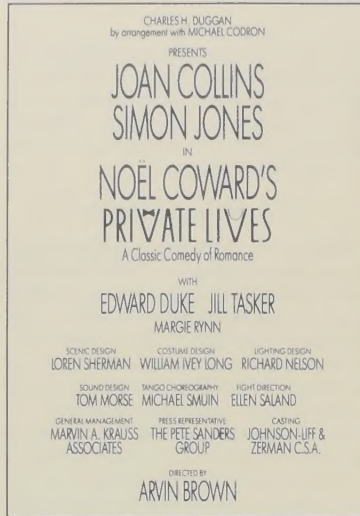 CHARLES H. DUGGAN
by arrangement with MICHAEL CODRON
PRESENTS
JOAN COLLINS
SIMON JONES
IN
NOËL COWARD'S
PRIVATE LIVES
A Classic Comedy of Romance
WITH
EDWARD DUKE JILL TASKER
MARGIE RYNN
SCENIC DESIGN COSTUME DESIGN LIGHTING DESIGN
LOREN SHERMAN WILLIAM IVEY LONG RICHARD NELSON
SOUND DESIGN TANGO CHOREOGRAPHY FIGHT DIRECTION
TOM MORSE MICHAEL SMUIN ELLEN SALAND
GENERAL MANAGEMENT PRESS REPRESENTATIVE CASTING
MARVIN A. KRAUSS THE PETE SANDERS JOHNSON-LIFF &
ASSOCIATES GROUP ZERMAN C.S.A.
DIRECTED BY
ARVIN BROWN